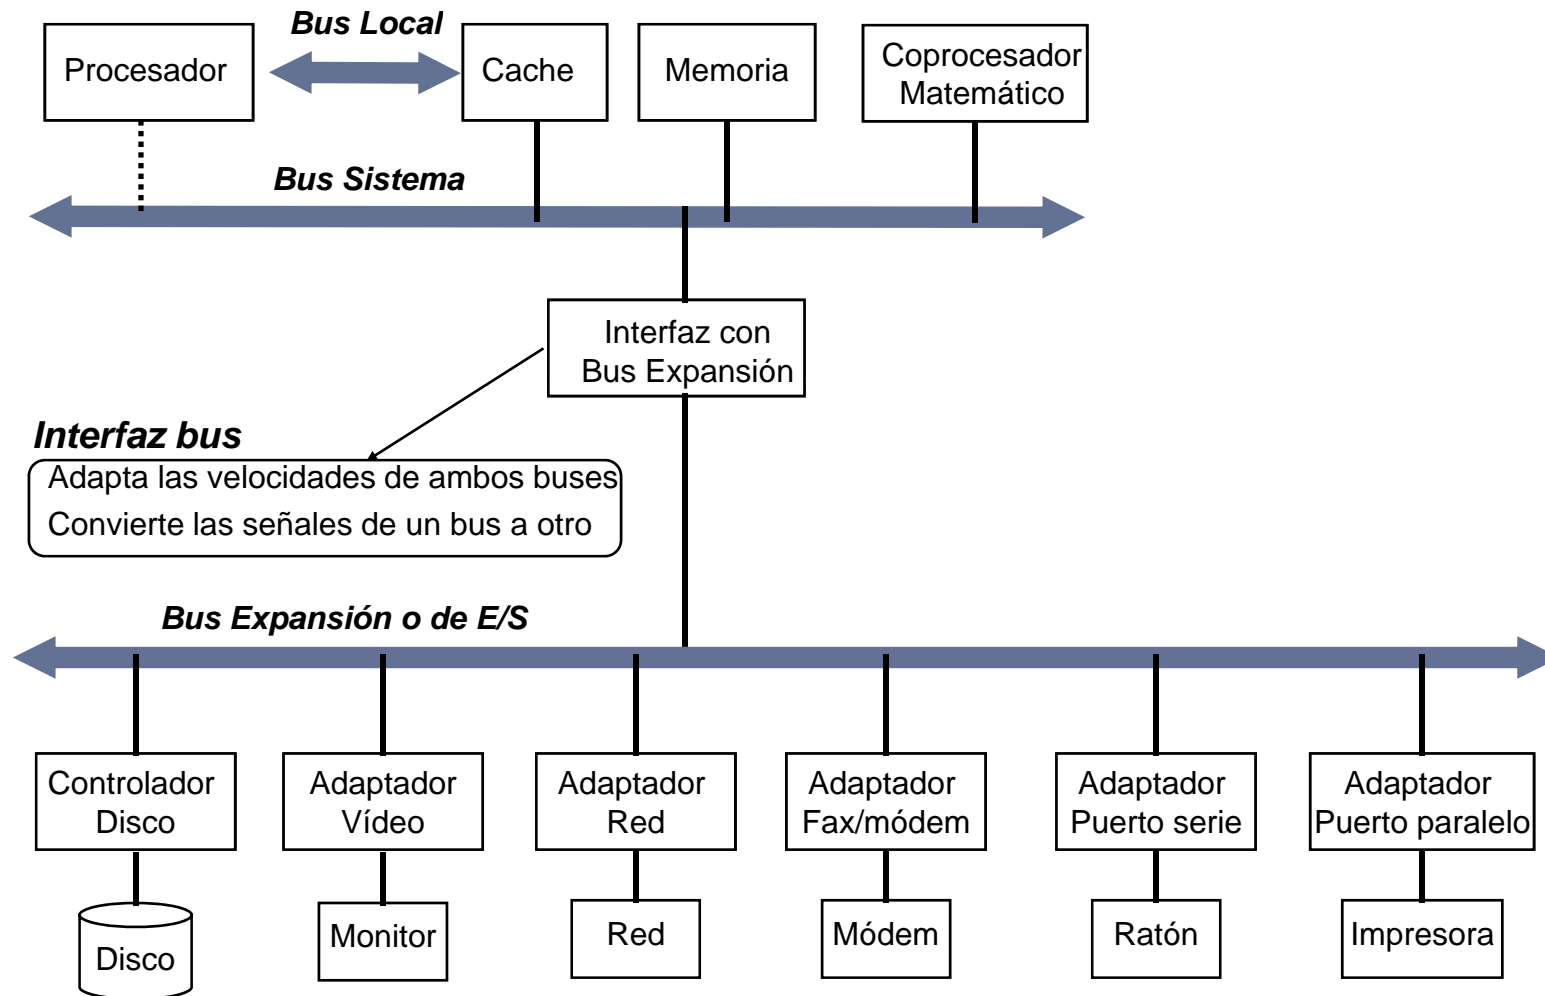 Bus Local
Procesador
Cache
Memoria
Coprocesador
Matemático
Bus Sistema
Interfaz con
Bus Expansión
Interfaz bus
Adapta las velocidades de ambos buses
Convierte las señales de un bus a otro
Bus Expansión o de E/S
Controlador
Disco
Adaptador
Vídeo
Adaptador
Red
Adaptador
Fax/módem
Adaptador
Puerto serie
Adaptador
Puerto paralelo
Disco
Monitor
Red
Módem
Ratón
Impresora